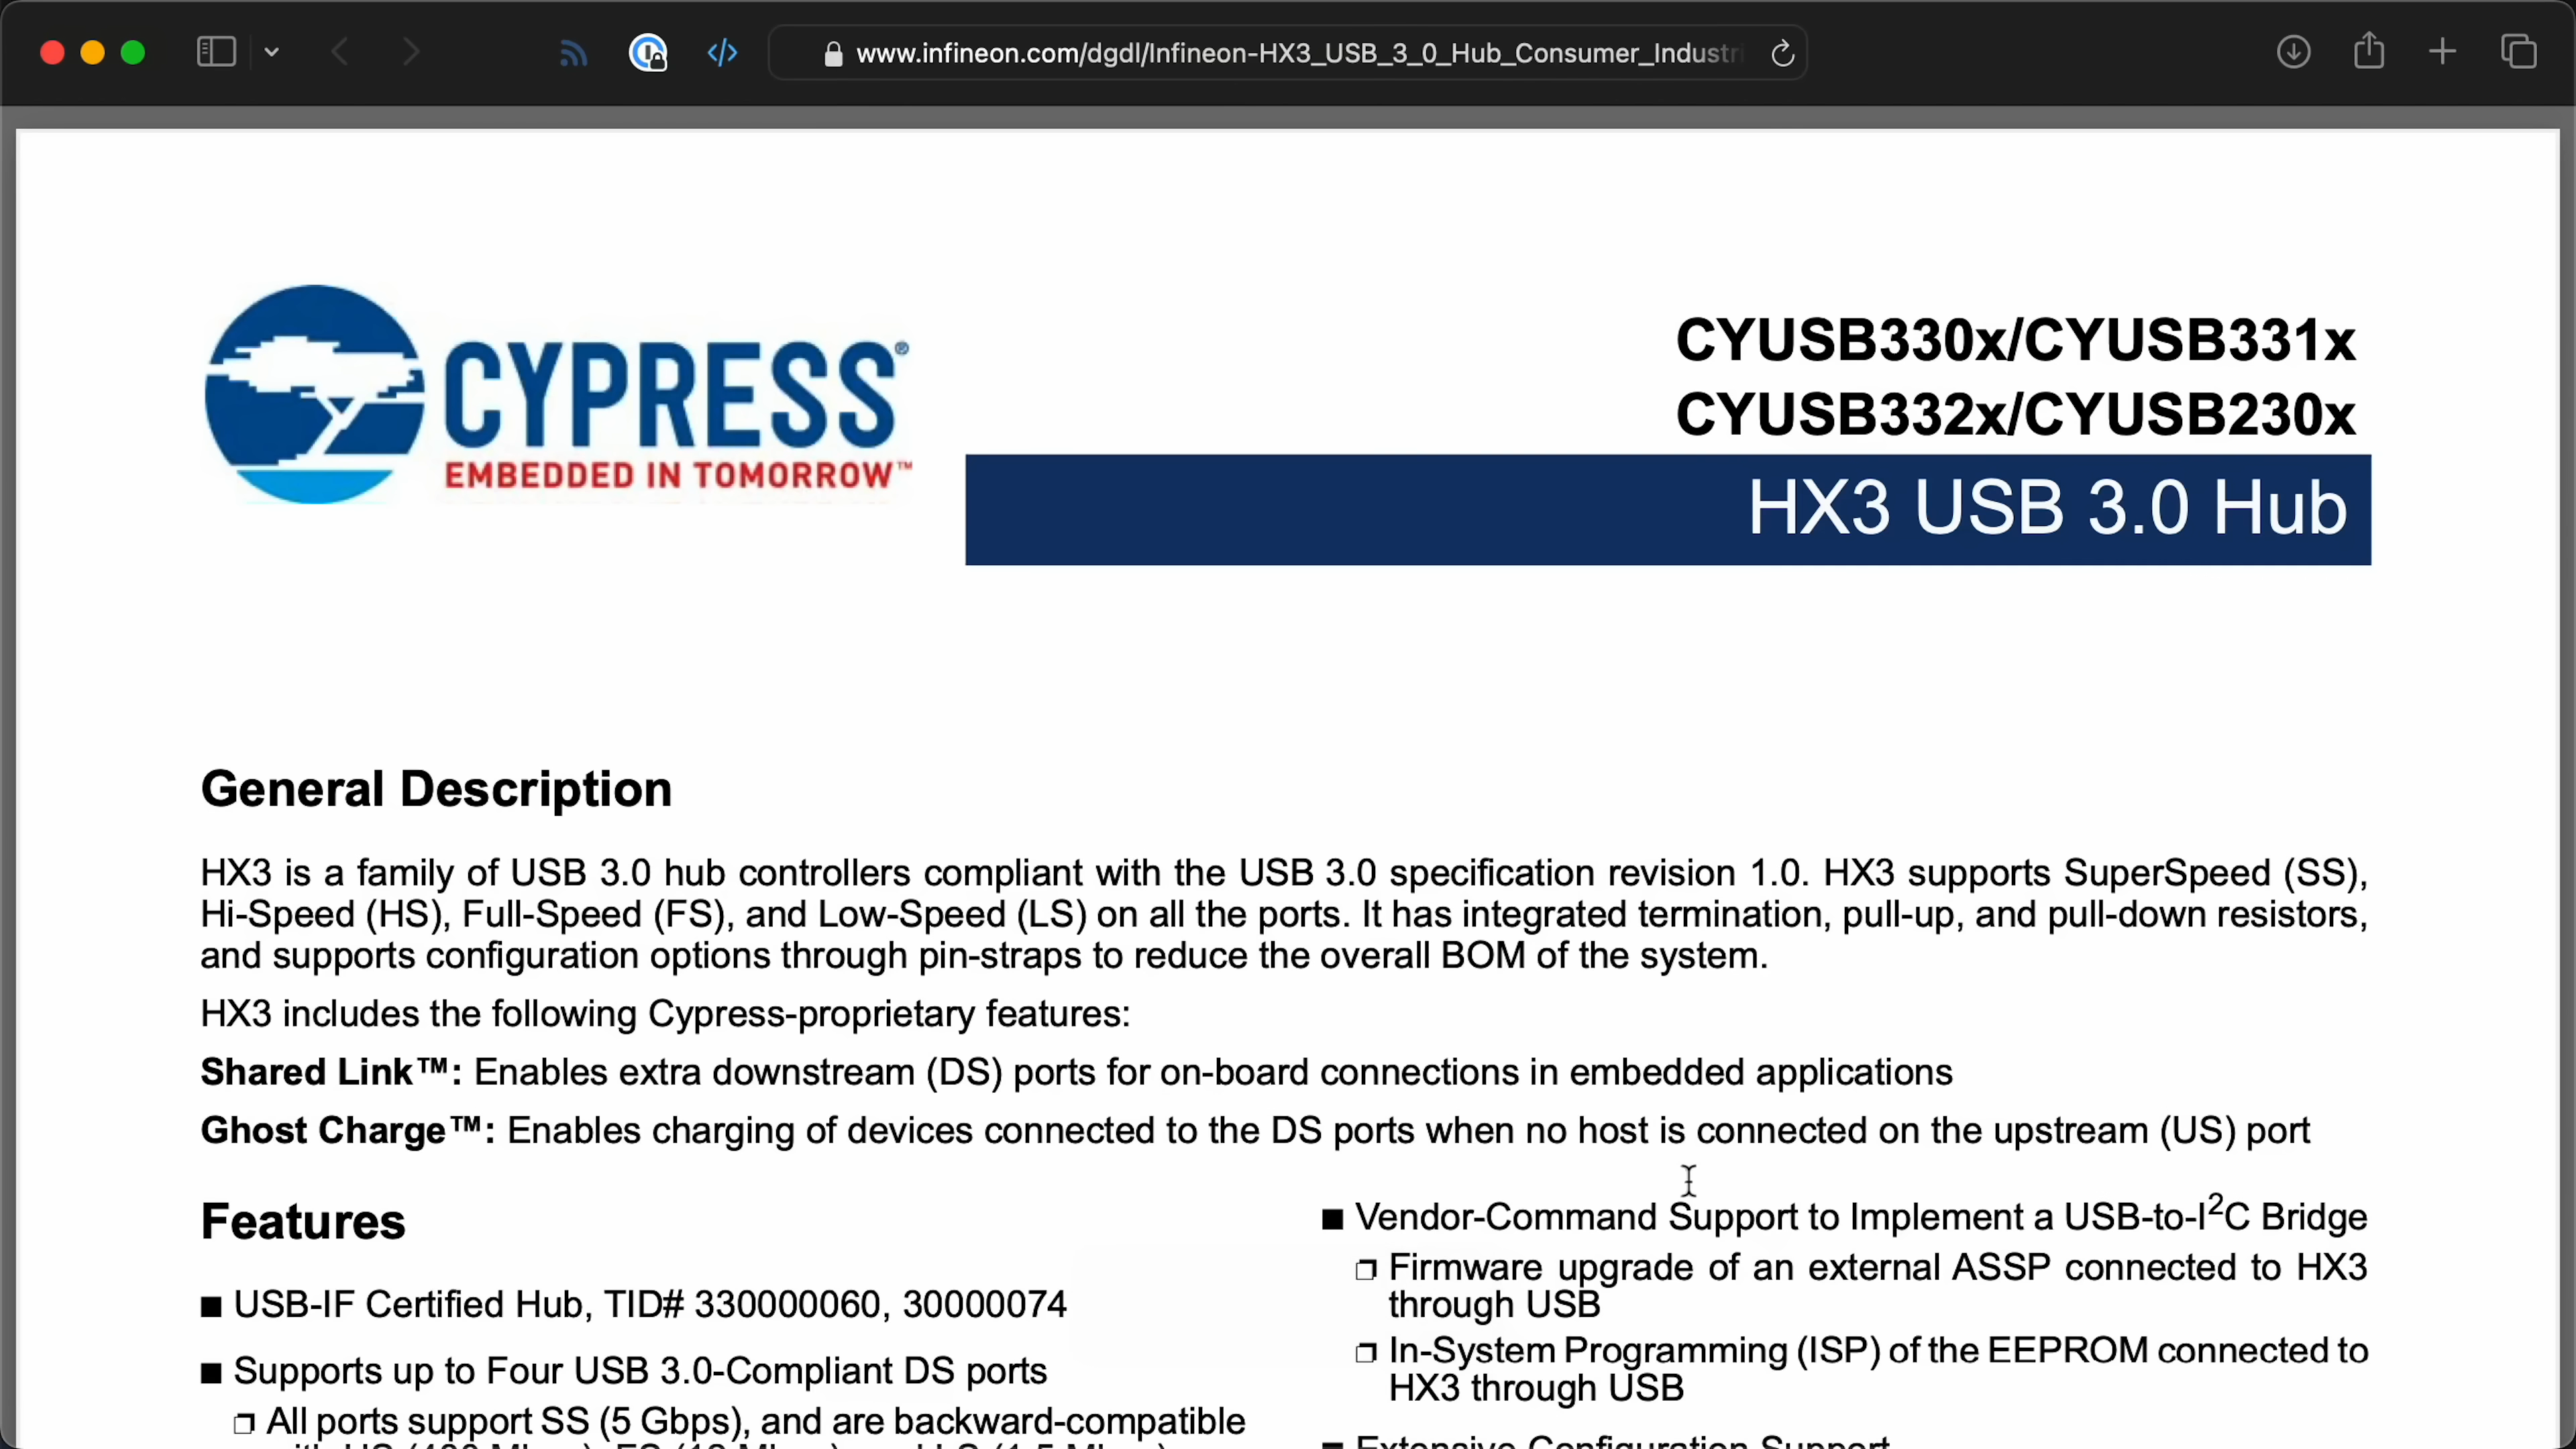 www.infineon.com/dgdl/Infineon-HX3_USB_3_0_Hub_Consumer_Industri
CYPRESS®
EMBEDDED IN TOMORROW™
CYUSB330x/CYUSB331x
CYUSB332x/CYUSB230x
HX3 USB 3.0 Hub
General Description
HX3 is a family of USB 3.0 hub controllers compliant with the USB 3.0 specification revision 1.0. HX3 supports SuperSpeed (SS),
Hi-Speed (HS), Full-Speed (FS), and Low-Speed (LS) on all the ports. It has integrated termination, pull-up, and pull-down resistors,
and supports configuration options through pin-straps to reduce the overall BOM of the system.
HX3 includes the following Cypress-proprietary features:
Shared Link™: Enables extra downstream (DS) ports for on-board connections in embedded applications
Ghost Charge™: Enables charging of devices connected to the DS ports when no host is connected on the upstream (US) port
Features
■ USB-IF Certified Hub, TID# 330000060, 30000074
■ Supports up to Four USB 3.0-Compliant DS ports
❐ All ports support SS (5 Gbps), and are backward-compatible
■ Vendor-Command Support to Implement a USB-to-I²C Bridge
❐ Firmware upgrade of an external ASSP connected to HX3
through USB
❐ In-System Programming (ISP) of the EEPROM connected to
HX3 through USB
Extensive Configuration Support